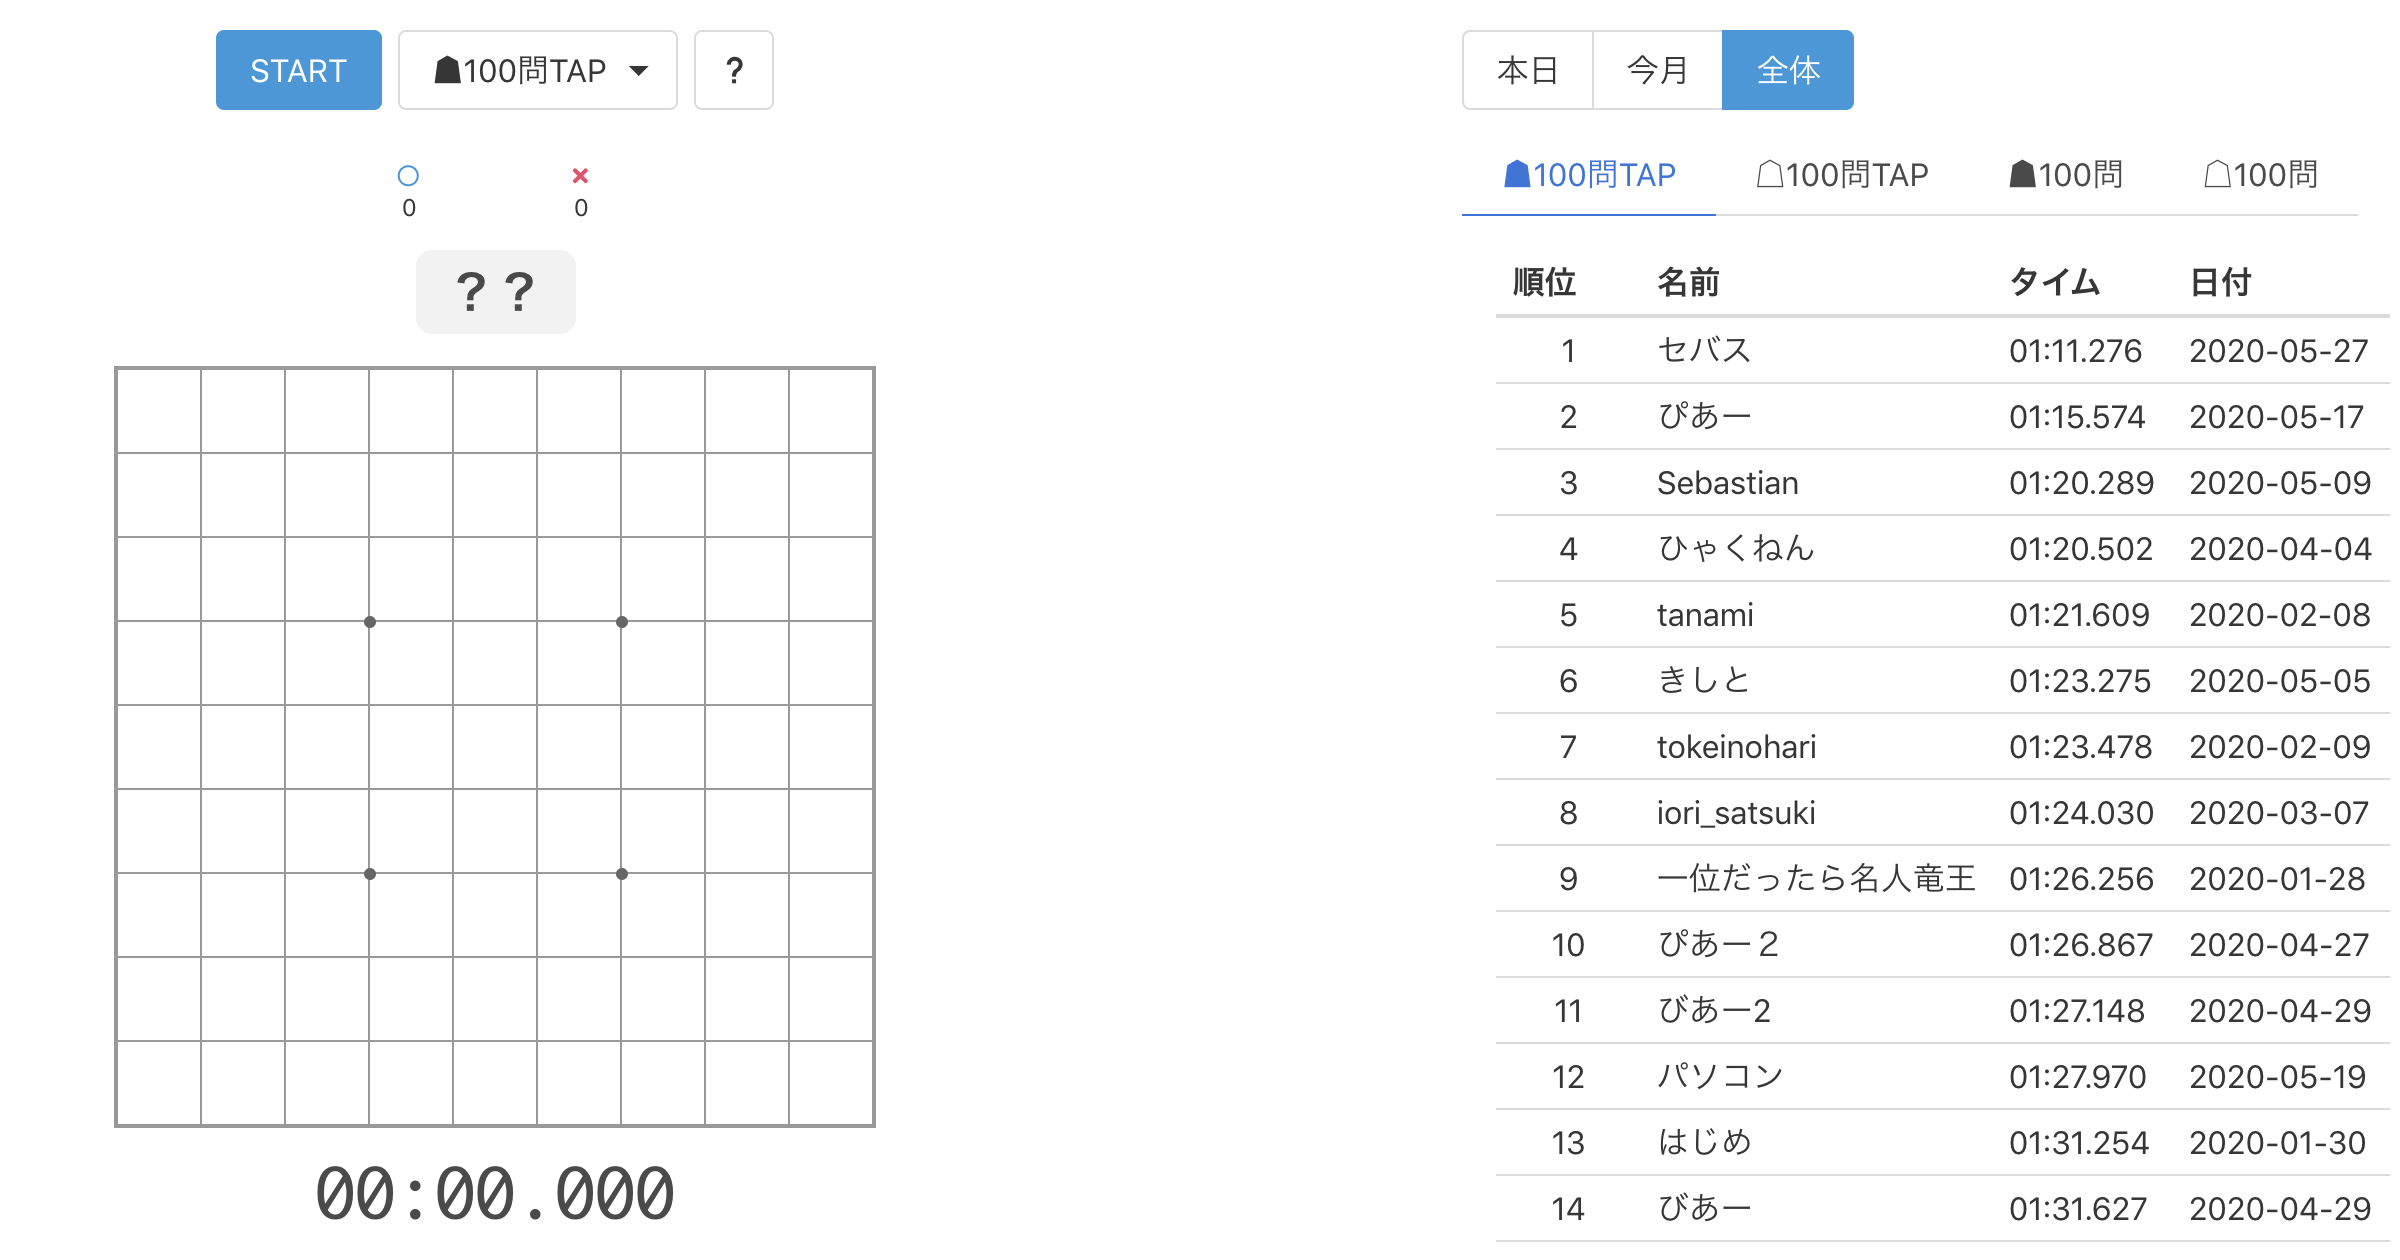 START ☗100問TAP ?
0 0
? ?
00:00.000
本日 今月 全体
☗100問TAP ☖100問TAP ☗100問 ☖100問
順位 名前 タイム 日付
1 セバス 01:11.276 2020-05-27
2 ぴあー 01:15.574 2020-05-17
3 Sebastian 01:20.289 2020-05-09
4 ひゃくねん 01:20.502 2020-04-04
5 tanami 01:21.609 2020-02-08
6 きしと 01:23.275 2020-05-05
7 tokeinohari 01:23.478 2020-02-09
8 iori_satsuki 01:24.030 2020-03-07
9 一位だったら名人竜王 01:26.256 2020-01-28
10 ぴあー２ 01:26.867 2020-04-27
11 びあー2 01:27.148 2020-04-29
12 パソコン 01:27.970 2020-05-19
13 はじめ 01:31.254 2020-01-30
14 びあー 01:31.627 2020-04-29